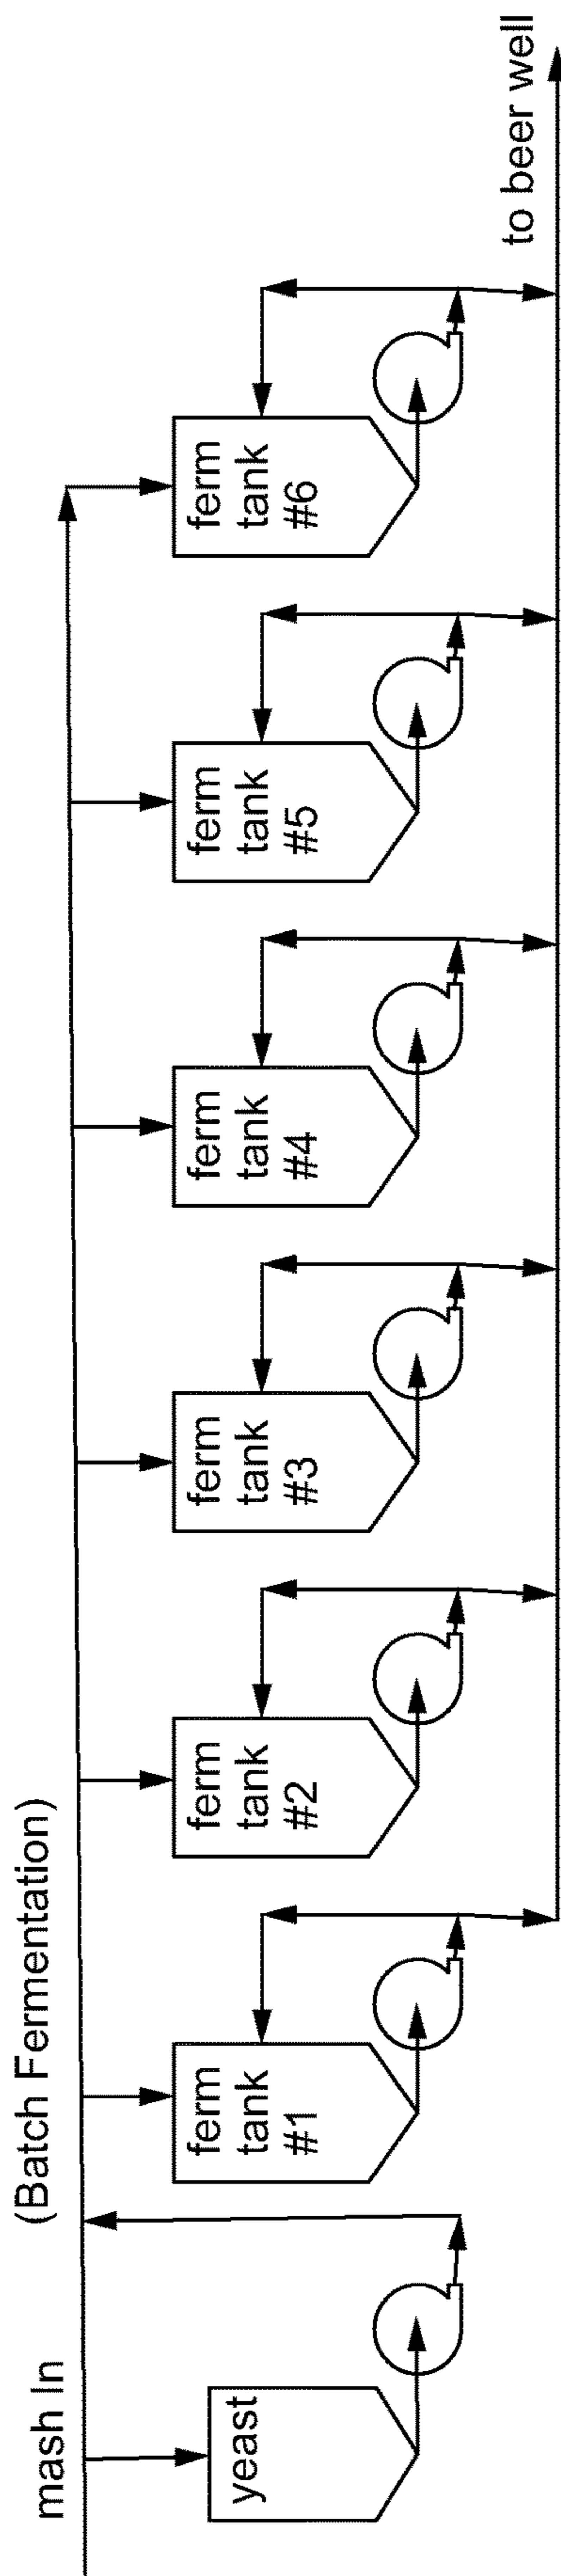 (Batch Fermentation)
mash In
yeast
ferm
tank
#1
ferm
tank
#2
ferm
tank
#3
ferm
tank
#4
ferm
tank
#5
ferm
tank
#6
to beer well